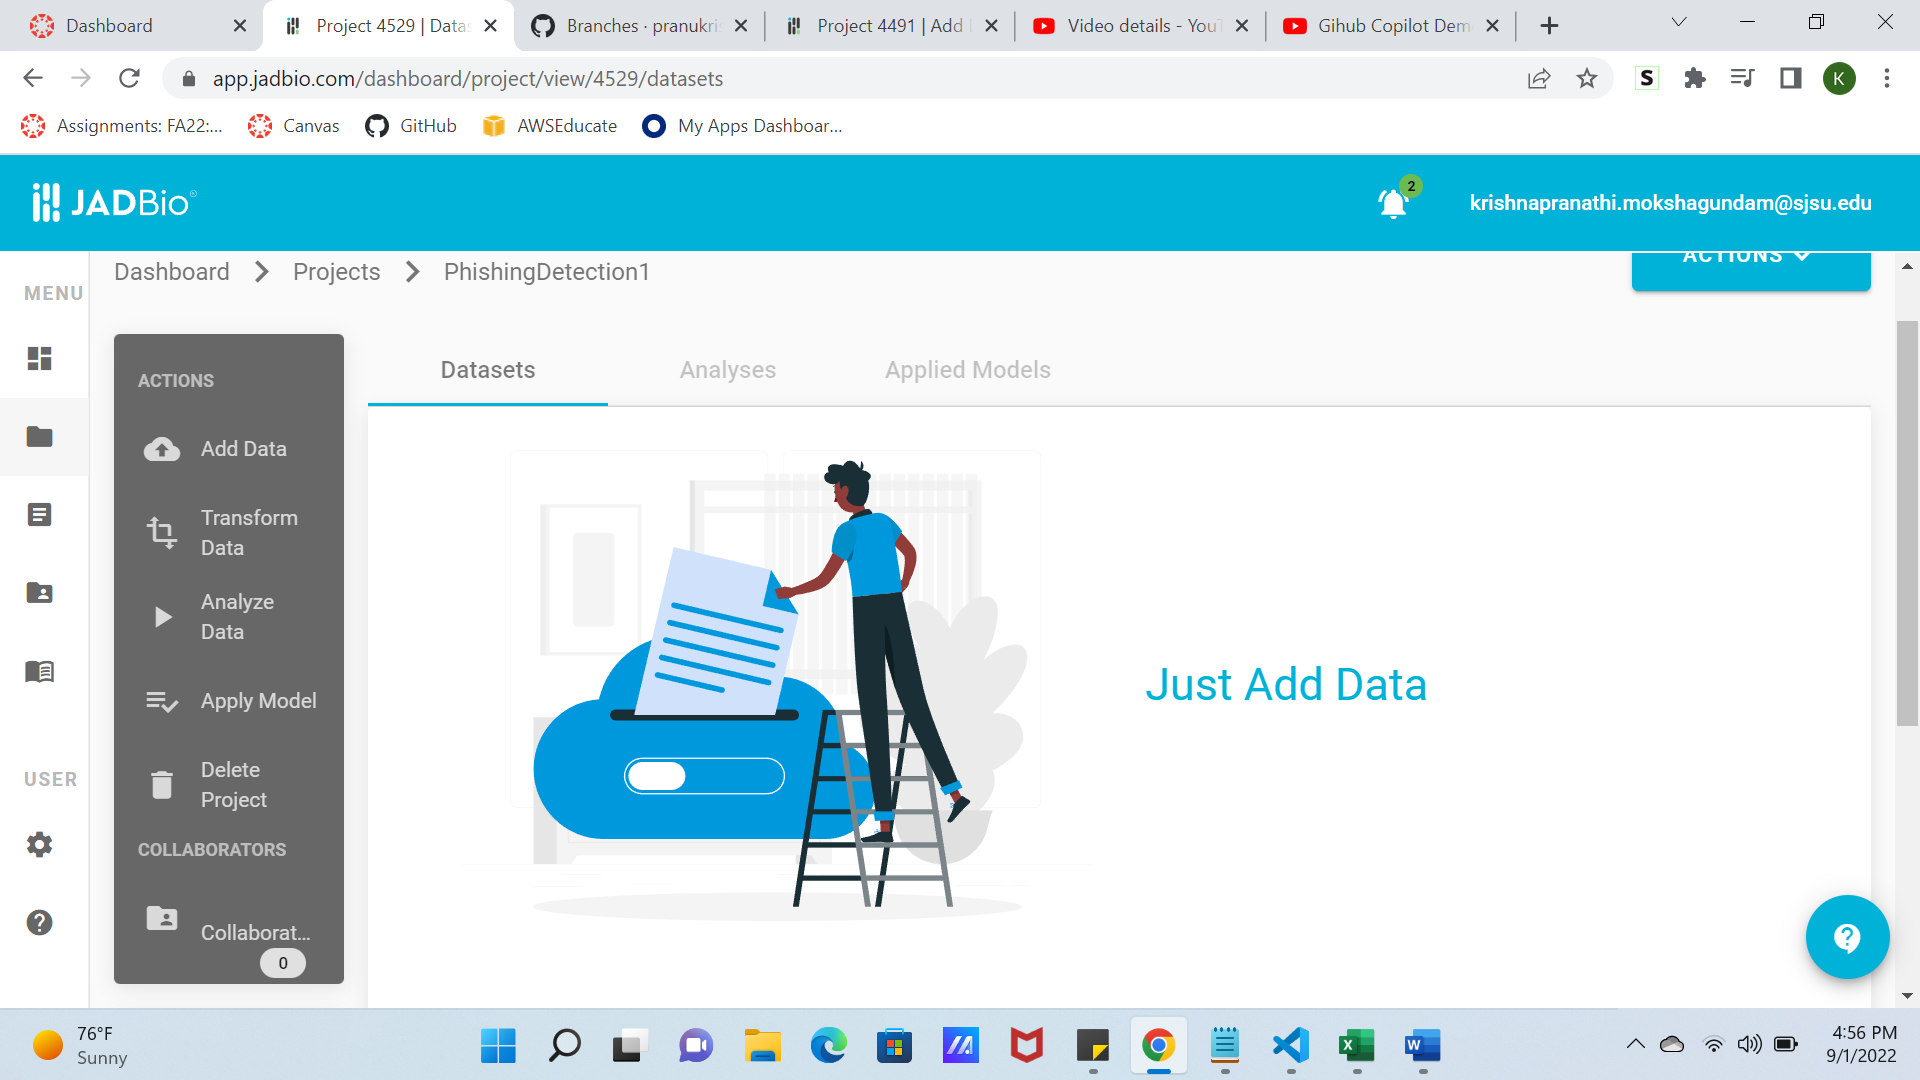 Dashboard
Project 4529 | Datas
Branches · pranukris
Project 4491 | Add
Video details - YouT
Gihub Copilot Dem
app.jadbio.com/dashboard/project/view/4529/datasets
S
K
Assignments: FA22:...
Canvas
GitHub
AWSEducate
My Apps Dashboar...
JADBio®
2
krishnapranathi.mokshagundam@sjsu.edu
Dashboard
Projects
PhishingDetection1
ACTIONS
MENU
ACTIONS
Add Data
Transform
Data
Analyze
Data
Apply Model
Delete
Project
COLLABORATORS
Collaborat...
0
USER
Datasets
Analyses
Applied Models
Just Add Data
76°F
Sunny
4:56 PM
9/1/2022